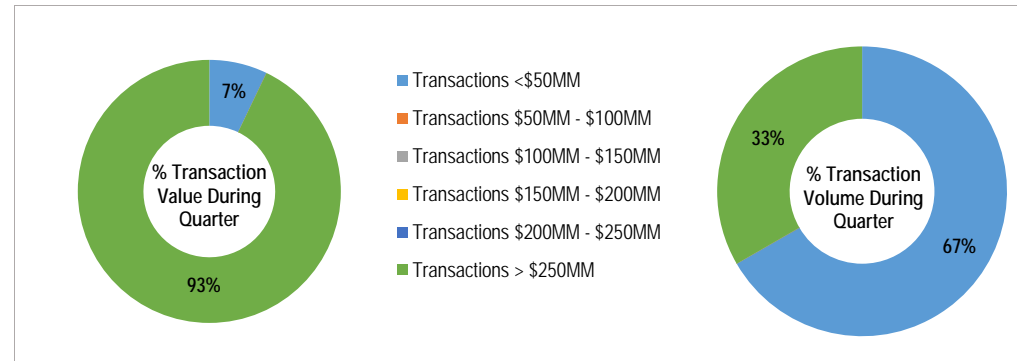 7%
% Transaction
Value During
Quarter
93%
Transactions <$50MM
Transactions $50MM - $100MM
Transactions $100MM - $150MM
Transactions $150MM - $200MM
Transactions $200MM - $250MM
Transactions > $250MM
33%
% Transaction
Volume During
Quarter
67%